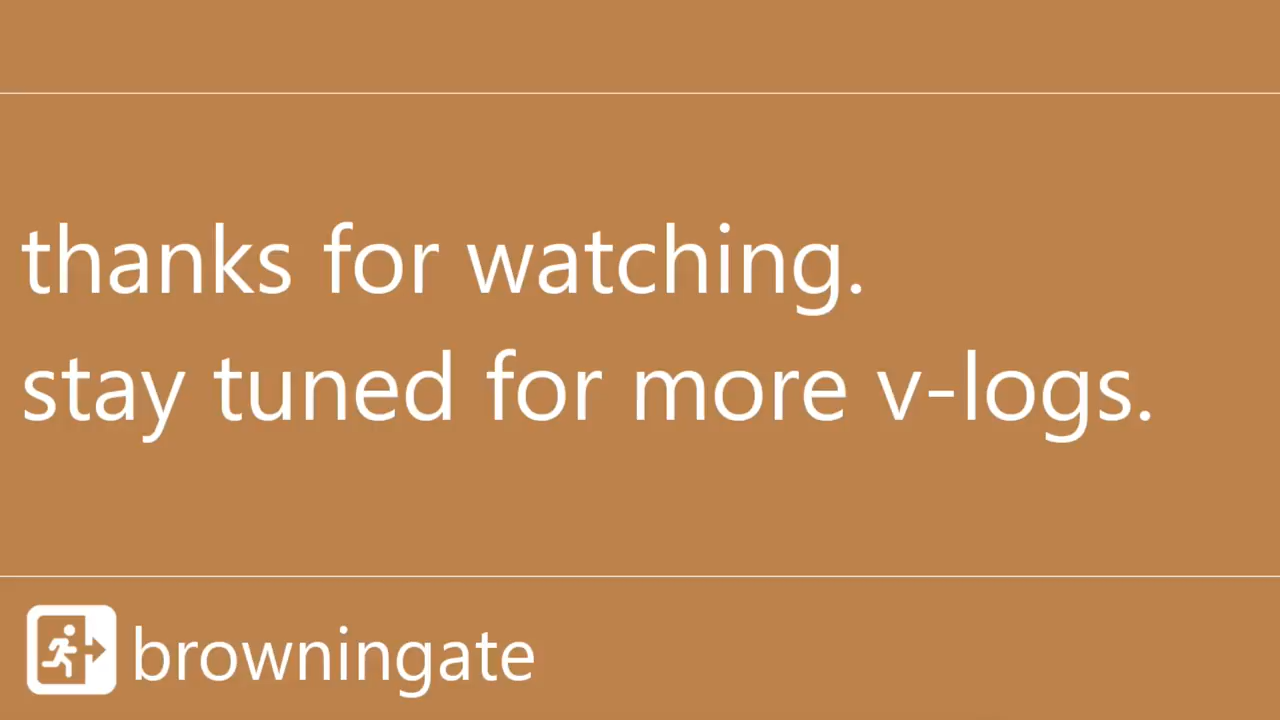 thanks for watching.
stay tuned for more v-logs.
browningate